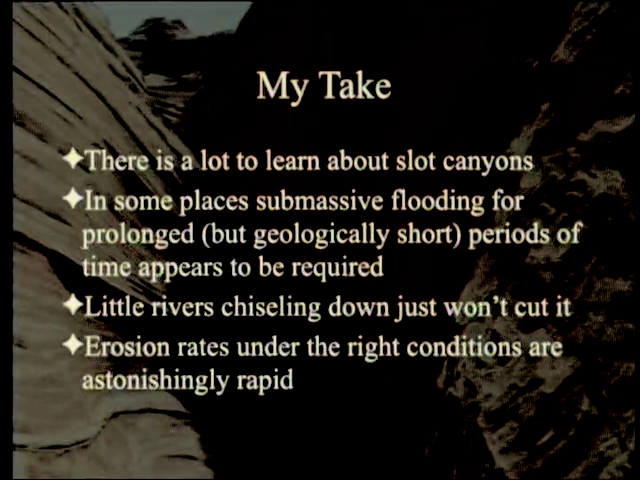 My Take
✦There is a lot to learn about slot canyons
✦In some places submassive flooding for
prolonged (but geologically short) periods of
time appears to be required
✦Little rivers chiseling down just won't cut it
✦Erosion rates under the right conditions are
astonishingly rapid